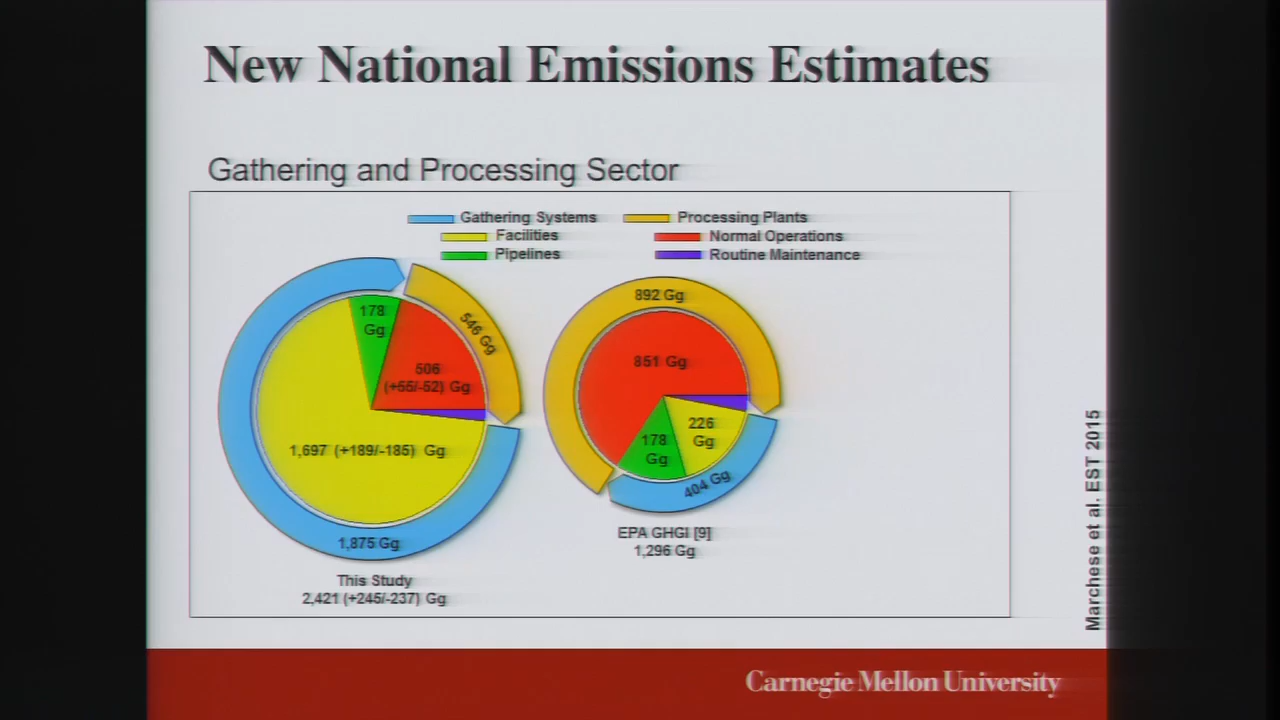 New National Emissions Estimates
Gathering and Processing Sector
Gathering Systems
Processing Plants
Facilities
Normal Operations
Pipelines
Routine Maintenance
178
Gg
546 Gg
506
(+55/-52) Gg
1,697 (+189/-185) Gg
1,875 Gg
This Study
2,421 (+245/-237) Gg
892 Gg
851 Gg
226
Gg
178
Gg
404 Gg
EPA GHGI [9]
1,296 Gg
Marchese et al. EST 2015
Carnegie Mellon University